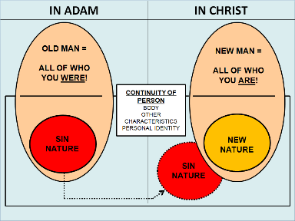 IN ADAM
IN CHRIST
OLD MAN =
ALL OF WHO
YOU WERE!
NEW MAN =
ALL OF WHO
YOU ARE!
CONTINUITY OF
PERSON
BODY
OTHER
CHARACTERISTICS
PERSONAL IDENTITY
SIN
NATURE
SIN
NATURE
NEW
NATURE